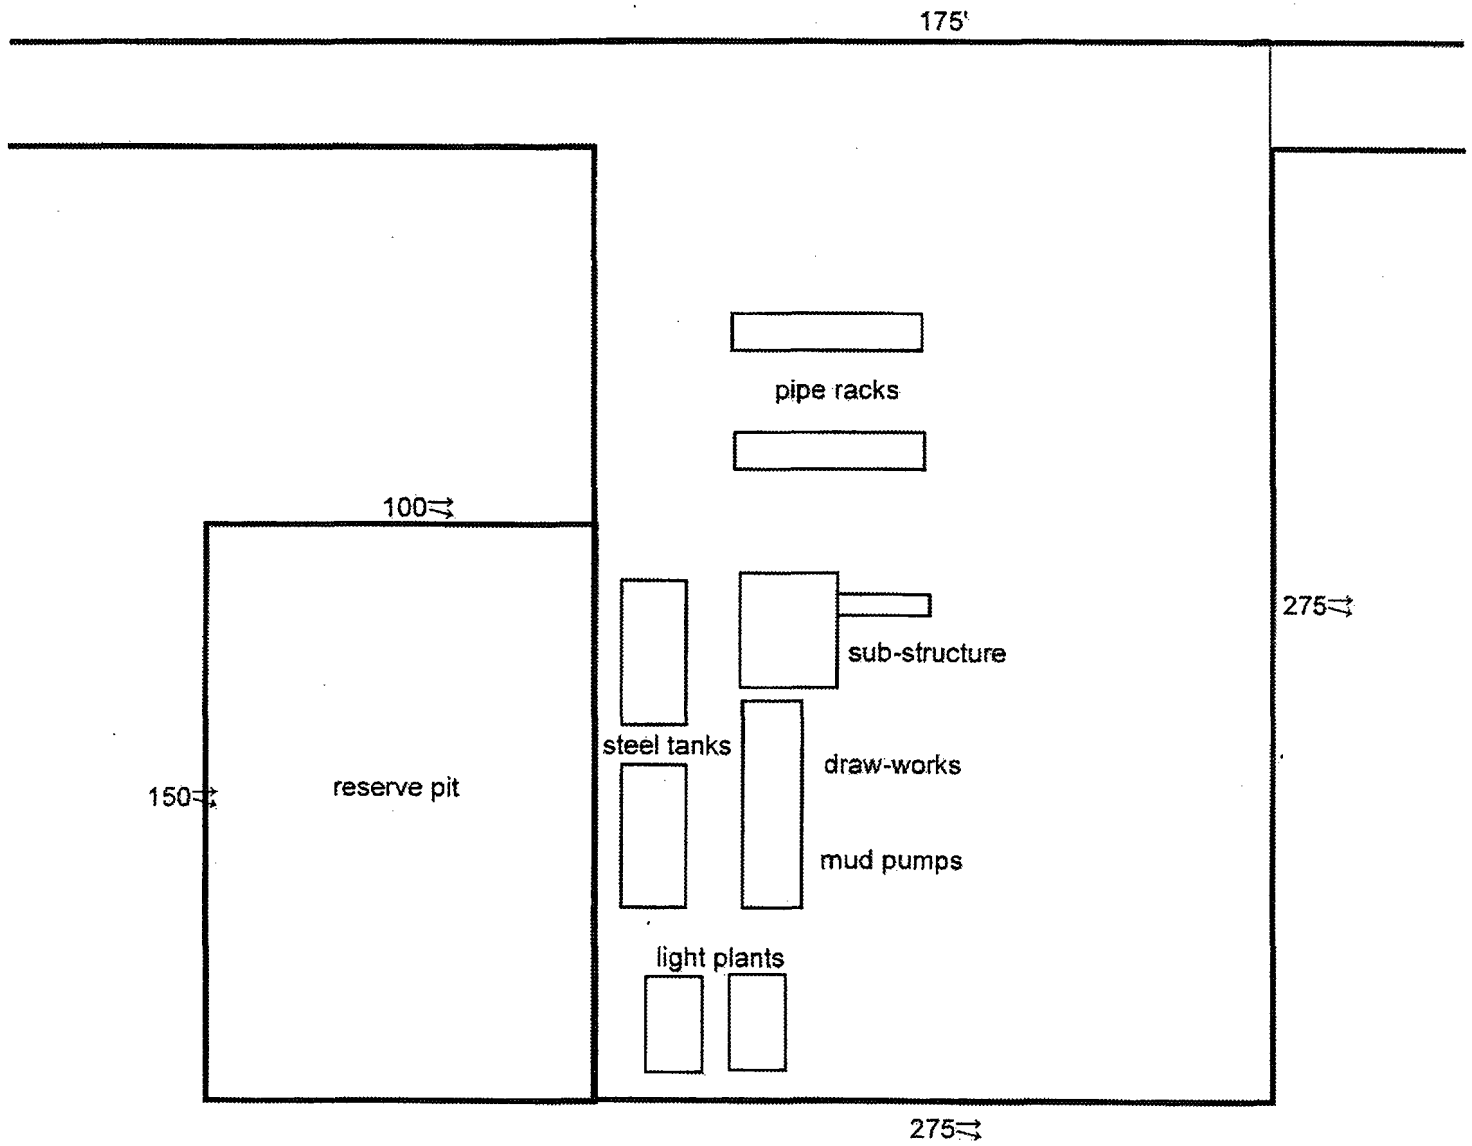 175'
pipe racks
100⇉
sub-structure
275⇉
steel tanks
draw-works
reserve pit
150⇉
mud pumps
light plants
275⇉